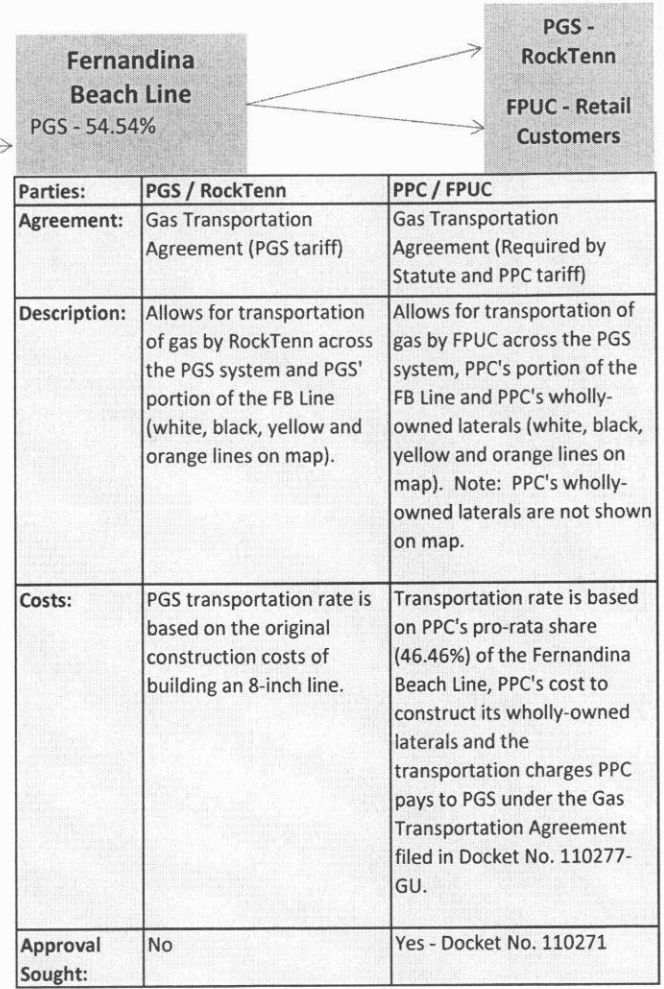 Fernandina
Beach Line
PGS - 54.54%
PGS -
RockTenn
FPUC - Retail
Customers
Parties:
PGS / RockTenn
PPC / FPUC
Agreement:
Gas Transportation
Agreement (PGS tariff)
Gas Transportation
Agreement (Required by
Statute and PPC tariff)
Description:
Allows for transportation
of gas by RockTenn across
the PGS system and PGS'
portion of the FB Line
(white, black, yellow and
orange lines on map).
Allows for transportation of
gas by FPUC across the PGS
system, PPC's portion of the
FB Line and PPC's wholly-
owned laterals (white, black,
yellow and orange lines on
map). Note: PPC's wholly-
owned laterals are not shown
on map.
Costs:
PGS transportation rate is
based on the original
construction costs of
building an 8-inch line.
Transportation rate is based
on PPC's pro-rata share
(46.46%) of the Fernandina
Beach Line, PPC's cost to
construct its wholly-owned
laterals and the
transportation charges PPC
pays to PGS under the Gas
Transportation Agreement
filed in Docket No. 110277-
GU.
Approval
Sought:
No
Yes - Docket No. 110271